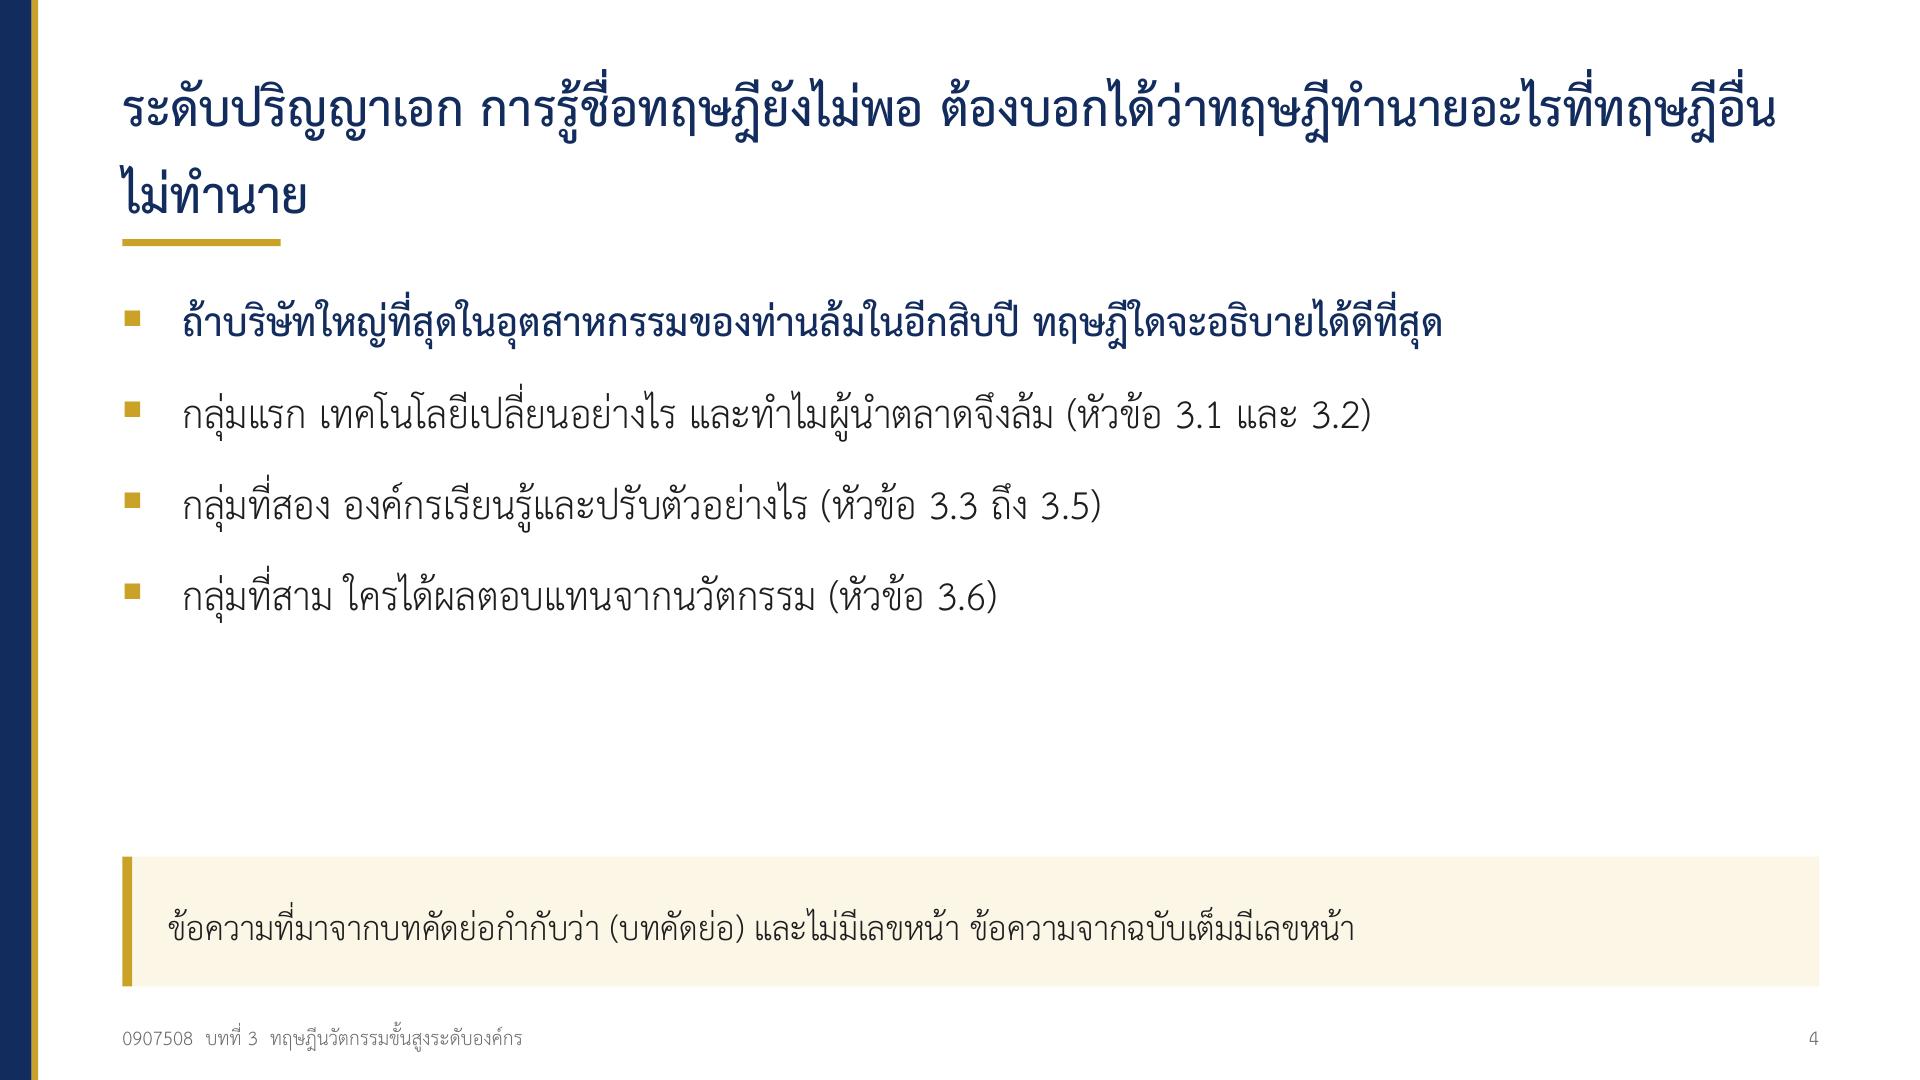 ระดับปริญญาเอก การรู้ชื่อทฤษฎียังไม่พอ ต้องบอกได้ว่าทฤษฎีทำนายอะไรที่ทฤษฎีอื่น
ไม่ทำนาย
ถ้าบริษัทใหญ่ที่สุดในอุตสาหกรรมของท่านล้มในอีกสิบปี ทฤษฎีใดจะอธิบายได้ดีที่สุด
กลุ่มแรก เทคโนโลยีเปลี่ยนอย่างไร และทำไมผู้นำตลาดจึงล้ม (หัวข้อ 3.1 และ 3.2)
กลุ่มที่สอง องค์กรเรียนรู้และปรับตัวอย่างไร (หัวข้อ 3.3 ถึง 3.5)
กลุ่มที่สาม ใครได้ผลตอบแทนจากนวัตกรรม (หัวข้อ 3.6)
ข้อความที่มาจากบทคัดย่อกำกับว่า (บทคัดย่อ) และไม่มีเลขหน้า ข้อความจากฉบับเต็มมีเลขหน้า
0907508 บทที่ 3 ทฤษฎีนวัตกรรมขั้นสูงระดับองค์กร
4